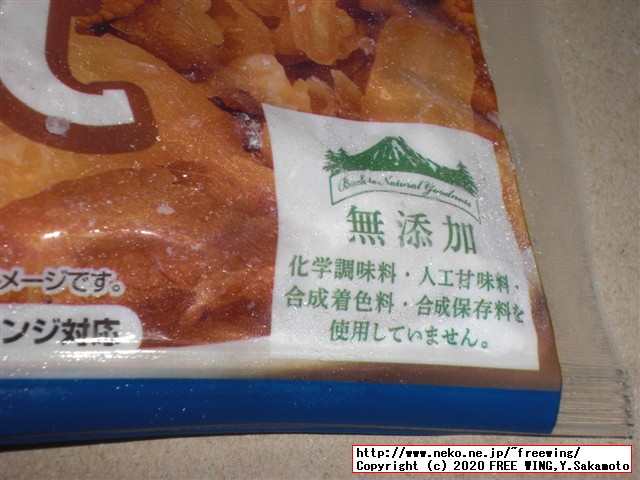 Back to Natural Goodness
無添加
化学調味料・人工甘味料・
合成着色料・合成保存料を
使用していません。
メージです。
ンジ対応
http://www.neko.ne.jp/~freewing/
Copyright (c) 2020 FREE WING,Y.Sakamoto